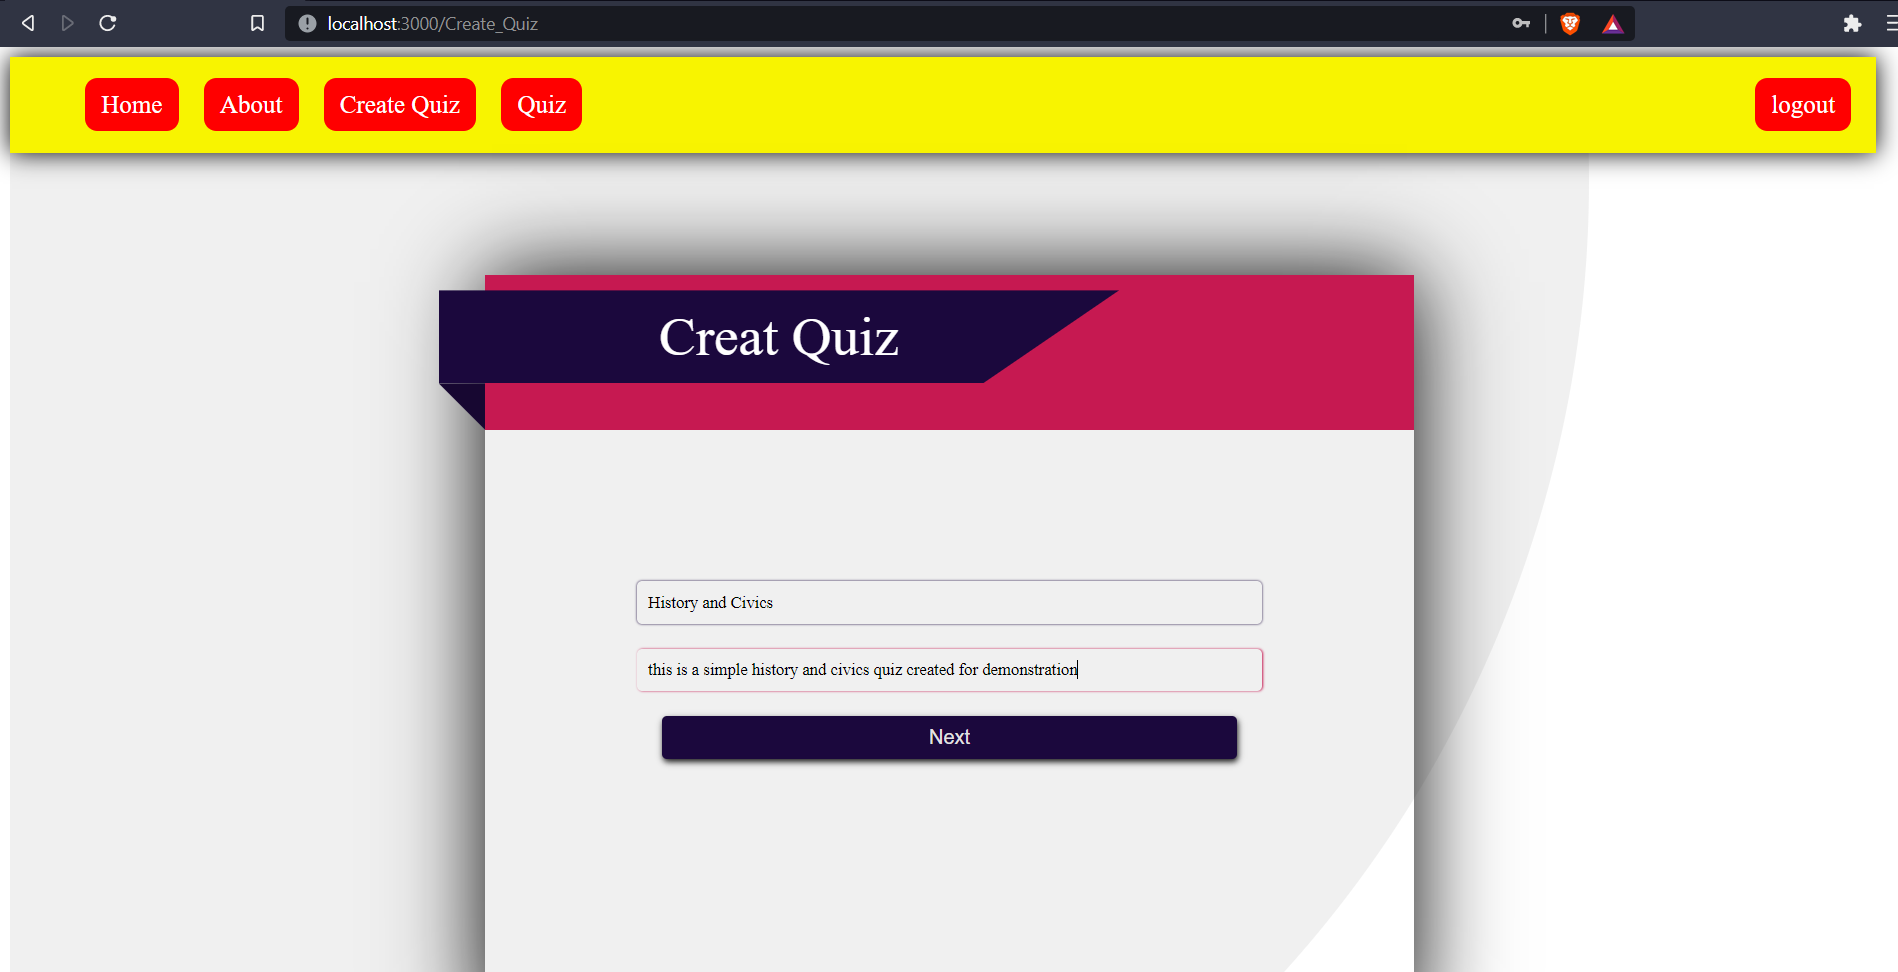 localhost:3000/Create_Quiz
Home About Create Quiz Quiz logout
Creat Quiz
History and Civics
this is a simple history and civics quiz created for demonstration
Next